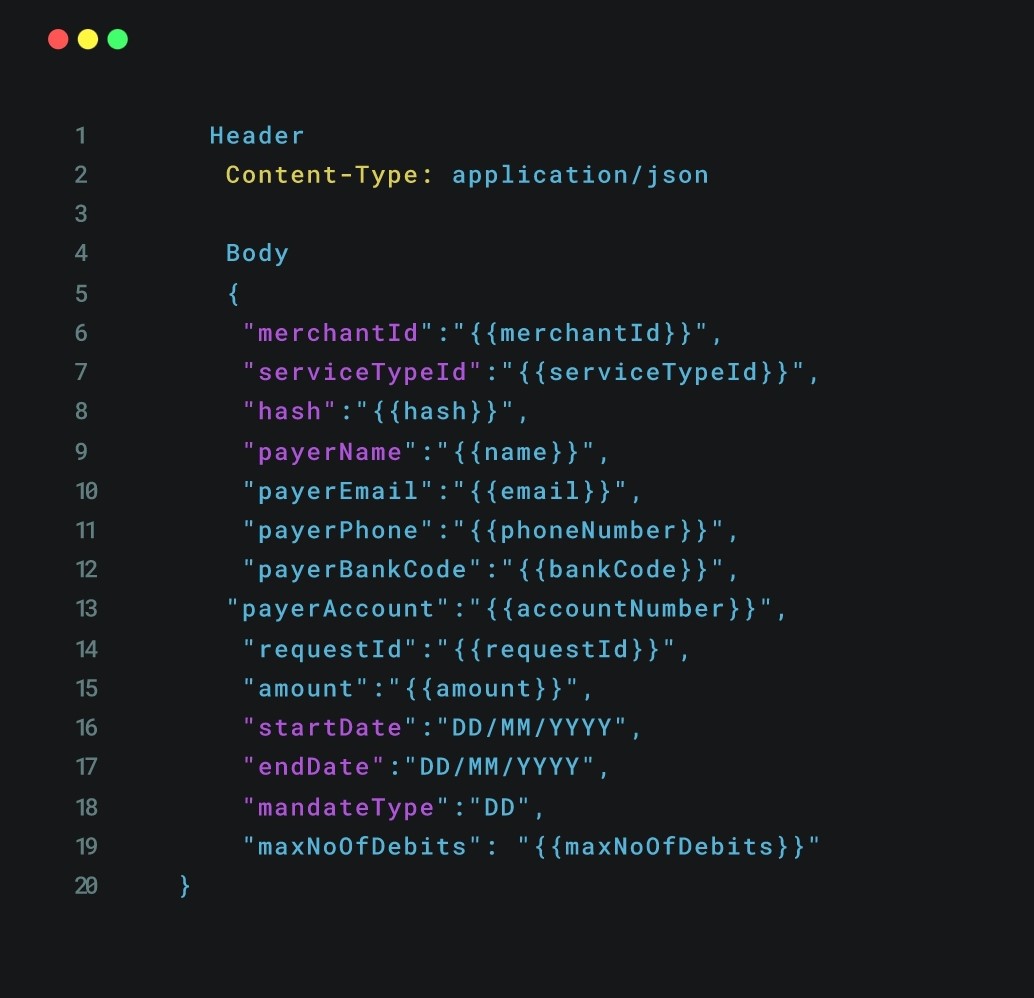 1 Header
2 Content-Type: application/json
3
4 Body
5 {
6 "merchantId":"{{merchantId}}",
7 "serviceTypeId":"{{serviceTypeId}}",
8 "hash":"{{hash}}",
9 "payerName":"{{name}}",
10 "payerEmail":"{{email}}",
11 "payerPhone":"{{phoneNumber}}",
12 "payerBankCode":"{{bankCode}}",
13 "payerAccount":"{{accountNumber}}",
14 "requestId":"{{requestId}}",
15 "amount":"{{amount}}",
16 "startDate":"DD/MM/YYYY",
17 "endDate":"DD/MM/YYYY",
18 "mandateType":"DD",
19 "maxNoOfDebits": "{{maxNoOfDebits}}"
20 }